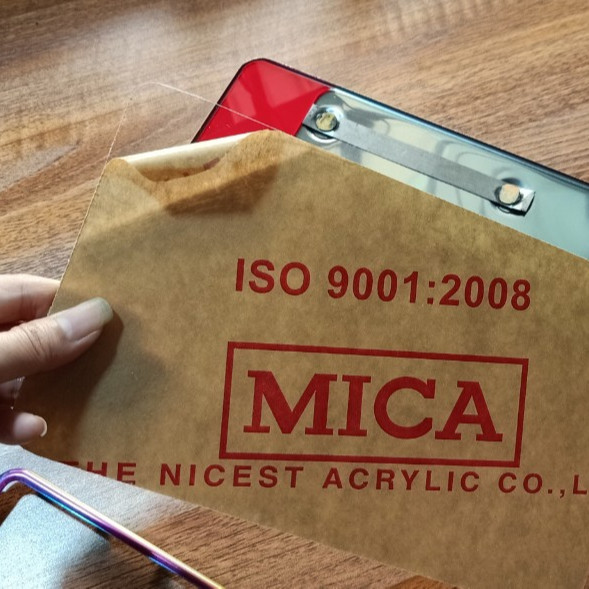 ISO 9001:2008
MICA
THE NICEST ACRYLIC CO.,L